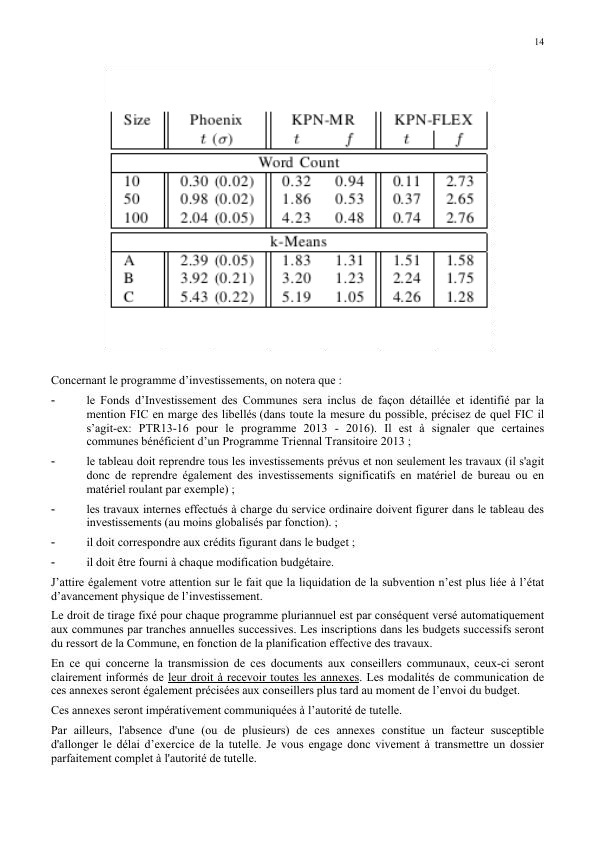 14
Size Phoenix KPN-MR KPN-FLEX
t (σ) t f t f
Word Count
10 0.30 (0.02) 0.32 0.94 0.11 2.73
50 0.98 (0.02) 1.86 0.53 0.37 2.65
100 2.04 (0.05) 4.23 0.48 0.74 2.76
k-Means
A 2.39 (0.05) 1.83 1.31 1.51 1.58
B 3.92 (0.21) 3.20 1.23 2.24 1.75
C 5.43 (0.22) 5.19 1.05 4.26 1.28
Concernant le programme d’investissements, on notera que :
- le Fonds d’Investissement des Communes sera inclus de façon détaillée et identifié par la
mention FIC en marge des libellés (dans toute la mesure du possible, précisez de quel FIC il
s’agit-ex: PTR13-16 pour le programme 2013 - 2016). Il est à signaler que certaines
communes bénéficient d’un Programme Triennal Transitoire 2013 ;
- le tableau doit reprendre tous les investissements prévus et non seulement les travaux (il s'agit
donc de reprendre également des investissements significatifs en matériel de bureau ou en
matériel roulant par exemple) ;
- les travaux internes effectués à charge du service ordinaire doivent figurer dans le tableau des
investissements (au moins globalisés par fonction). ;
- il doit correspondre aux crédits figurant dans le budget ;
- il doit être fourni à chaque modification budgétaire.
J’attire également votre attention sur le fait que la liquidation de la subvention n’est plus liée à l’état
d’avancement physique de l’investissement.
Le droit de tirage fixé pour chaque programme pluriannuel est par conséquent versé automatiquement
aux communes par tranches annuelles successives. Les inscriptions dans les budgets successifs seront
du ressort de la Commune, en fonction de la planification effective des travaux.
En ce qui concerne la transmission de ces documents aux conseillers communaux, ceux-ci seront
clairement informés de leur droit à recevoir toutes les annexes. Les modalités de communication de
ces annexes seront également précisées aux conseillers plus tard au moment de l’envoi du budget.
Ces annexes seront impérativement communiquées à l’autorité de tutelle.
Par ailleurs, l'absence d'une (ou de plusieurs) de ces annexes constitue un facteur susceptible
d'allonger le délai d’exercice de la tutelle. Je vous engage donc vivement à transmettre un dossier
parfaitement complet à l'autorité de tutelle.